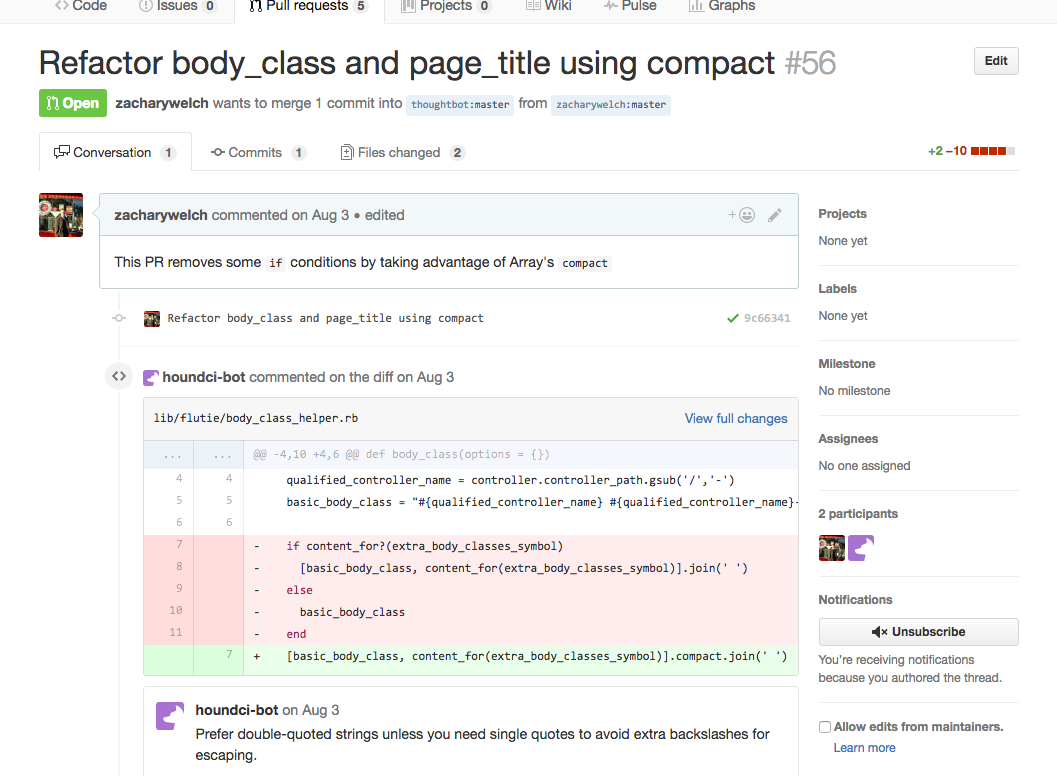 Code Issues 0 Pull requests 5 Projects 0 Wiki Pulse Graphs
Refactor body_class and page_title using compact #56 Edit
Open zacharywelch wants to merge 1 commit into thoughtbot:master from zacharywelch:master
Conversation 1 Commits 1 Files changed 2 +2 −10
zacharywelch commented on Aug 3 • edited
This PR removes some if conditions by taking advantage of Array's compact
Refactor body_class and page_title using compact 9c66341
houndci-bot commented on the diff on Aug 3
lib/flutie/body_class_helper.rb View full changes
... ... @@ -4,10 +4,6 @@ def body_class(options = {})
4 4 qualified_controller_name = controller.controller_path.gsub('/','-')
5 5 basic_body_class = "#{qualified_controller_name} #{qualified_controller_name}-
6 6
7 - if content_for?(extra_body_classes_symbol)
8 - [basic_body_class, content_for(extra_body_classes_symbol)].join(' ')
9 - else
10 - basic_body_class
11 - end
7 + [basic_body_class, content_for(extra_body_classes_symbol)].compact.join(' ')
houndci-bot on Aug 3
Prefer double-quoted strings unless you need single quotes to avoid extra backslashes for
escaping.
Projects
None yet
Labels
None yet
Milestone
No milestone
Assignees
No one assigned
2 participants
Notifications
Unsubscribe
You're receiving notifications
because you authored the thread.
Allow edits from maintainers.
Learn more